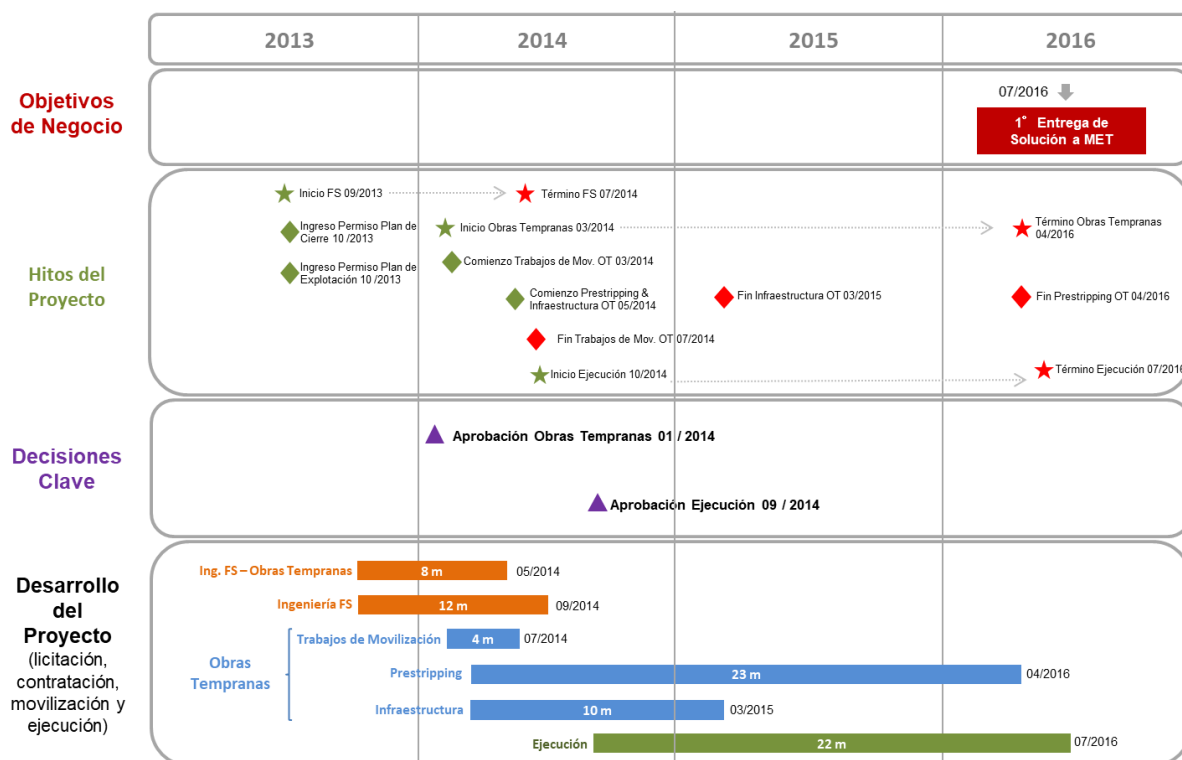 2013
2014
2015
2016
Objetivos
de Negocio
07/2016
1° Entrega de
Solución a MET
Hitos del
Proyecto
Inicio FS 09/2013
Término FS 07/2014
Ingreso Permiso Plan de
Cierre 10 /2013
Inicio Obras Tempranas 03/2014
Término Obras Tempranas
04/2016
Ingreso Permiso Plan de
Explotación 10 /2013
Comienzo Trabajos de Mov. OT 03/2014
Comienzo Prestripping &
Infraestructura OT 05/2014
Fin Infraestructura OT 03/2015
Fin Prestripping OT 04/2016
Fin Trabajos de Mov. OT 07/2014
Inicio Ejecución 10/2014
Término Ejecución 07/2016
Decisiones
Clave
Aprobación Obras Tempranas 01 / 2014
Aprobación Ejecución 09 / 2014
Desarrollo
del
Proyecto
(licitación,
contratación,
movilización y
ejecución)
Ing. FS – Obras Tempranas
8 m
05/2014
Ingeniería FS
12 m
09/2014
Obras
Tempranas
Trabajos de Movilización
4 m
07/2014
Prestripping
23 m
04/2016
Infraestructura
10 m
03/2015
Ejecución
22 m
07/2016